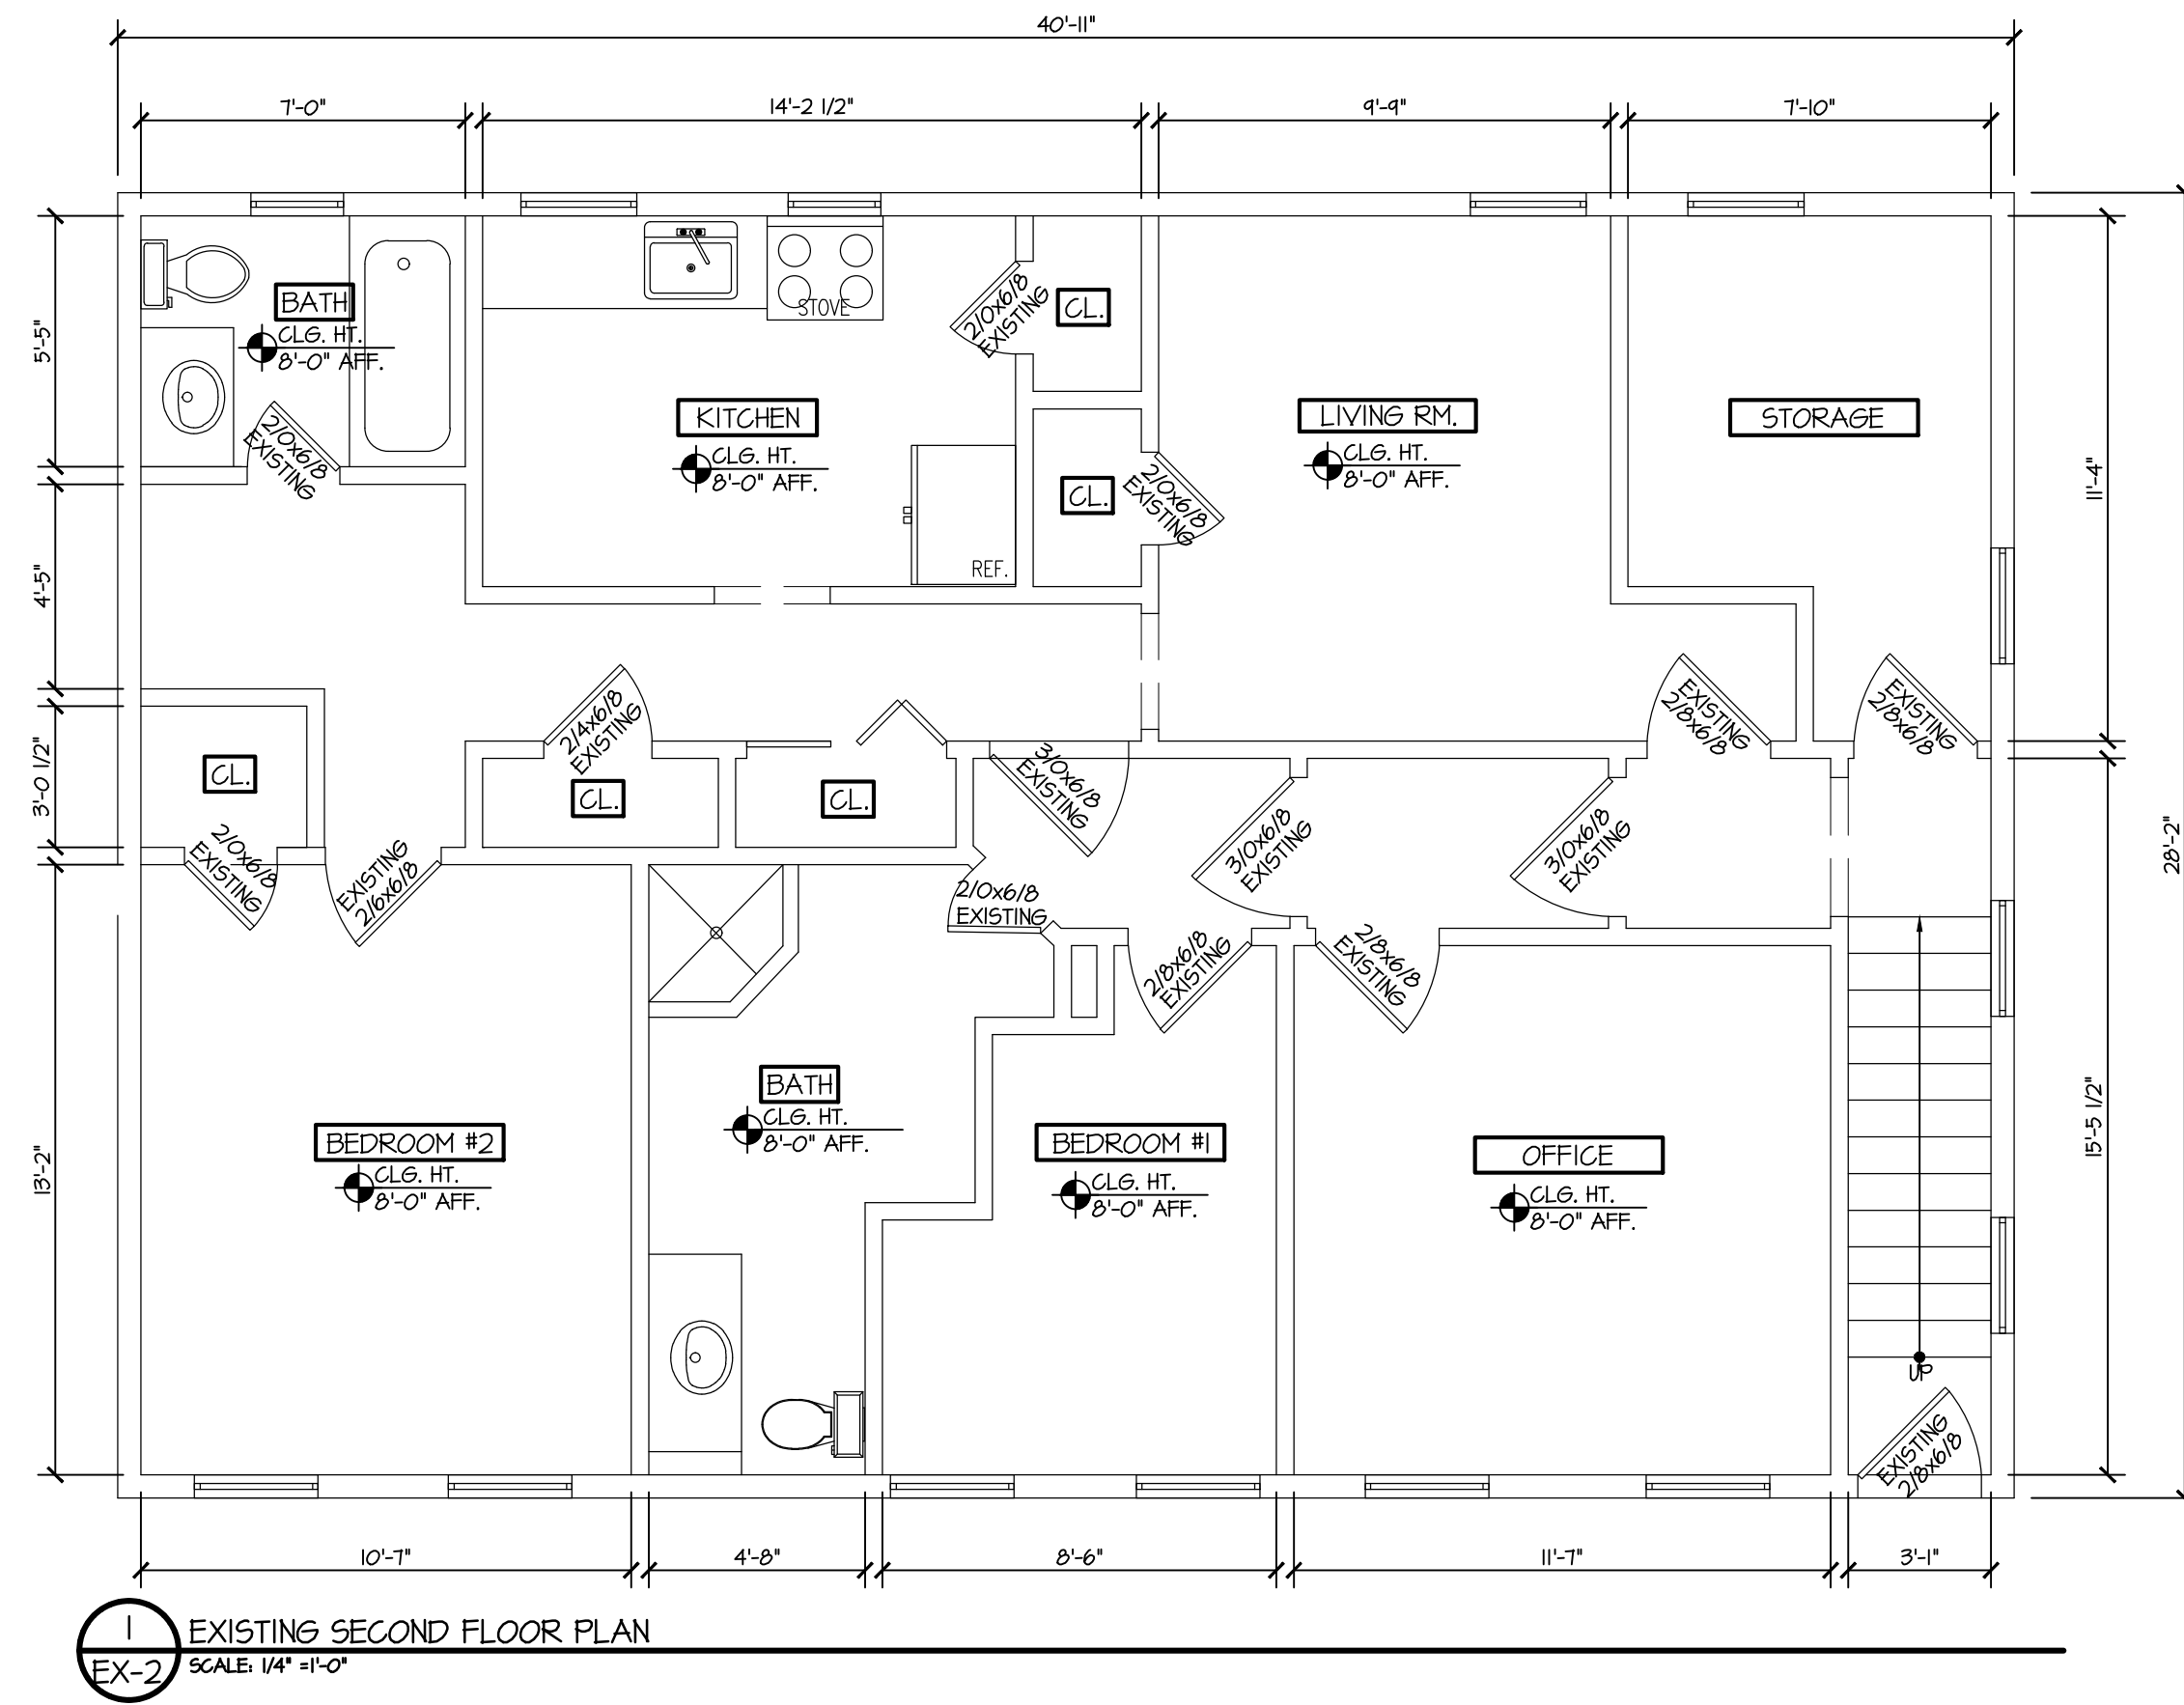 40'-11"
7'-0"
14'-2 1/2"
9'-9"
7'-10"
BATH
CLG. HT.
8'-0" AFF.
5'-5"
STOVE
2/0x6/8
EXISTING
CL.
KITCHEN
CLG. HT.
8'-0" AFF.
LIVING RM.
CLG. HT.
8'-0" AFF.
STORAGE
2/0x6/8
EXISTING
CL.
2/0x6/8
EXISTING
REF.
11'-4"
4'-5"
2/4x6/8
EXISTING
EXISTING
2/8x6/8
EXISTING
2/8x6/8
3'-0 1/2"
CL.
CL.
CL.
3/0x6/8
EXISTING
2/0x6/8
EXISTING
EXISTING
2/6x6/8
2/0x6/8
EXISTING
3/0x6/8
EXISTING
3/0x6/8
EXISTING
28'-2"
2/8x6/8
EXISTING
2/8x6/8
EXISTING
13'-2"
BEDROOM #2
CLG. HT.
8'-0" AFF.
BATH
CLG. HT.
8'-0" AFF.
BEDROOM #1
CLG. HT.
8'-0" AFF.
OFFICE
CLG. HT.
8'-0" AFF.
15'-5 1/2"
UP
EXISTING
2/8x6/8
10'-7"
4'-8"
8'-6"
11'-7"
3'-1"
1
EX-2
EXISTING SECOND FLOOR PLAN
SCALE: 1/4" =1'-0"